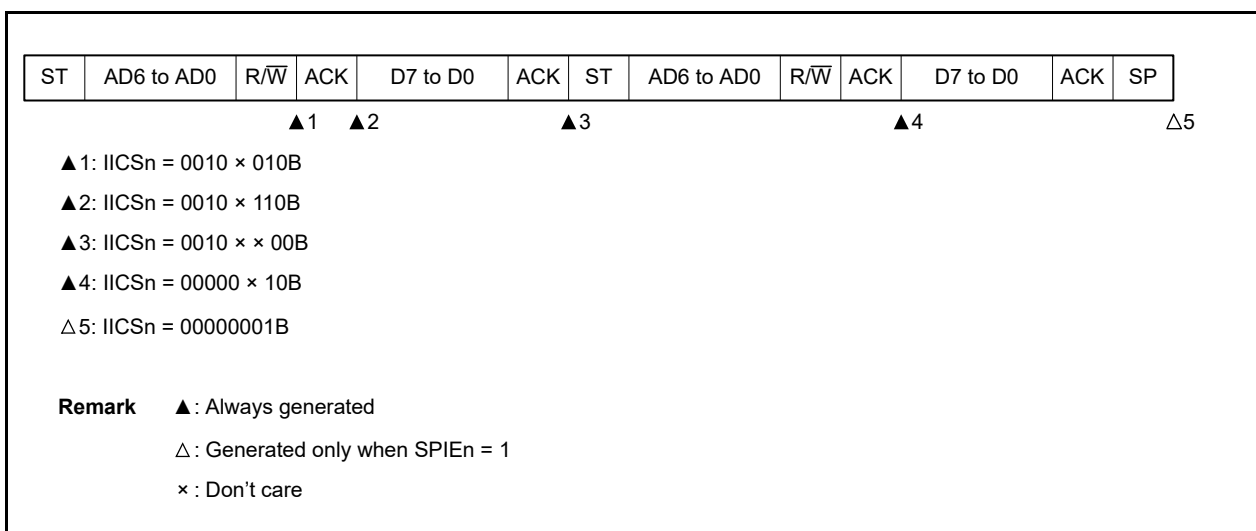 ST AD6 to AD0 R/W̅ ACK D7 to D0 ACK ST AD6 to AD0 R/W̅ ACK D7 to D0 ACK SP
▲1 ▲2 ▲3 ▲4 △5
▲1: IICSn = 0010 × 010B
▲2: IICSn = 0010 × 110B
▲3: IICSn = 0010 × × 00B
▲4: IICSn = 00000 × 10B
△5: IICSn = 00000001B
Remark ▲: Always generated
△: Generated only when SPIEn = 1
×: Don't care